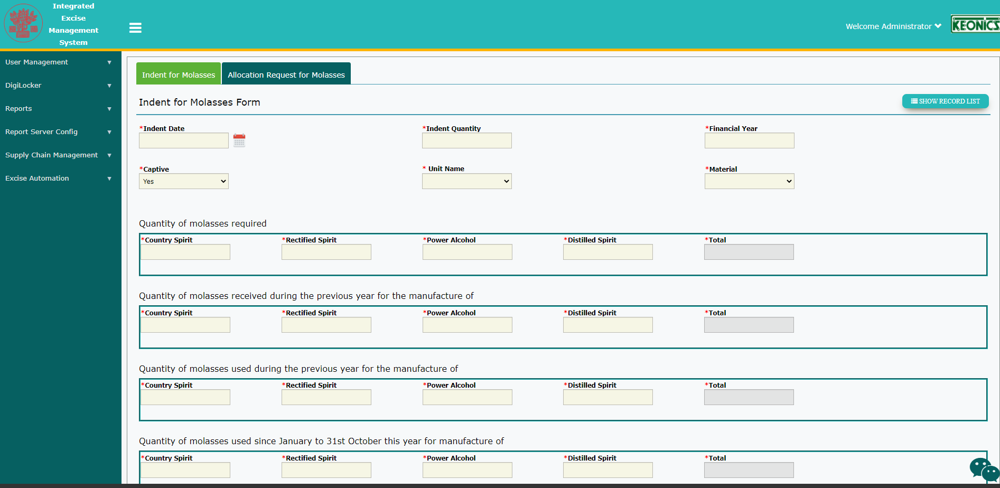 Integrated
Excise
Management
System
Welcome Administrator
KEONICS
User Management
DigiLocker
Reports
Report Server Config
Supply Chain Management
Excise Automation
Indent for Molasses
Allocation Request for Molasses
Indent for Molasses Form
SHOW RECORD LIST
*Indent Date
*Indent Quantity
*Financial Year
*Captive
* Unit Name
*Material
Yes
Quantity of molasses required
*Country Spirit
*Rectified Spirit
*Power Alcohol
*Distilled Spirit
*Total
Quantity of molasses received during the previous year for the manufacture of
*Country Spirit
*Rectified Spirit
*Power Alcohol
*Distilled Spirit
*Total
Quantity of molasses used during the previous year for the manufacture of
*Country Spirit
*Rectified Spirit
*Power Alcohol
*Distilled Spirit
*Total
Quantity of molasses used since January to 31st October this year for manufacture of
*Country Spirit
*Rectified Spirit
*Power Alcohol
*Distilled Spirit
*Total